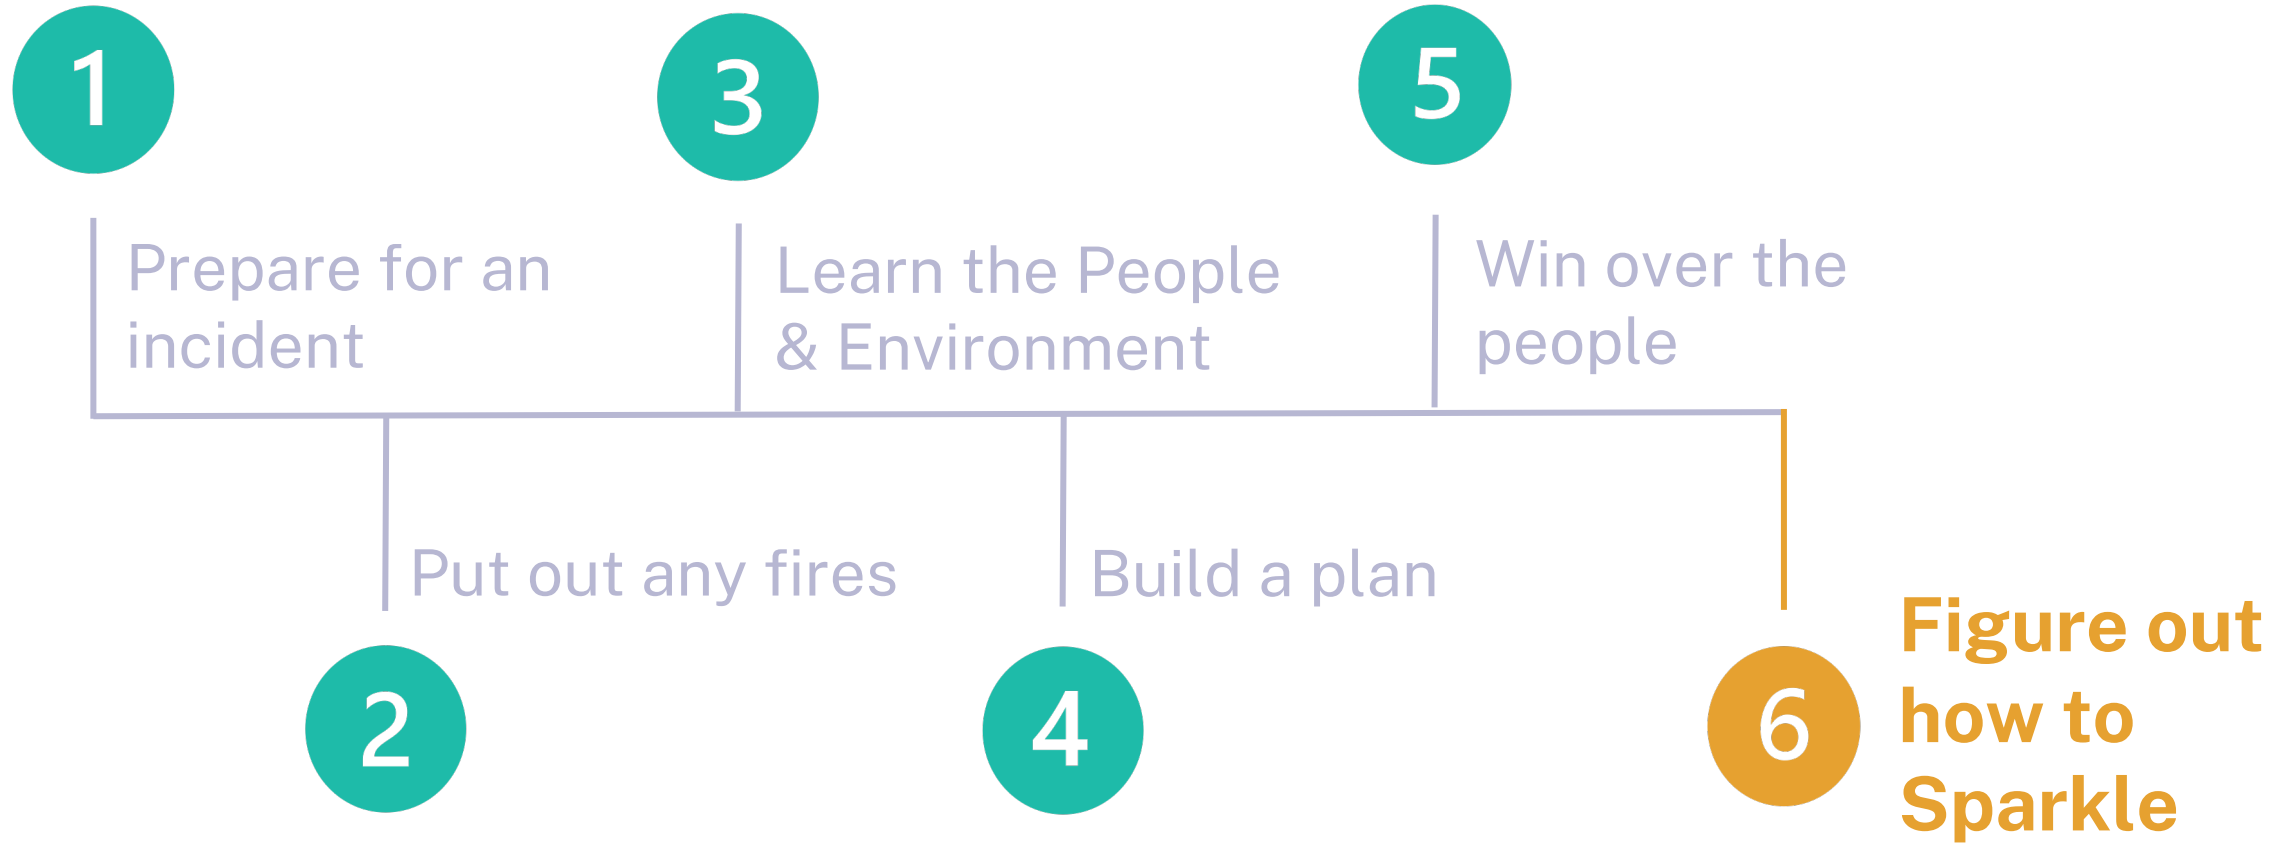 1
Prepare for an
incident
2
Put out any fires
3
Learn the People
& Environment
4
Build a plan
5
Win over the
people
6
Figure out
how to
Sparkle